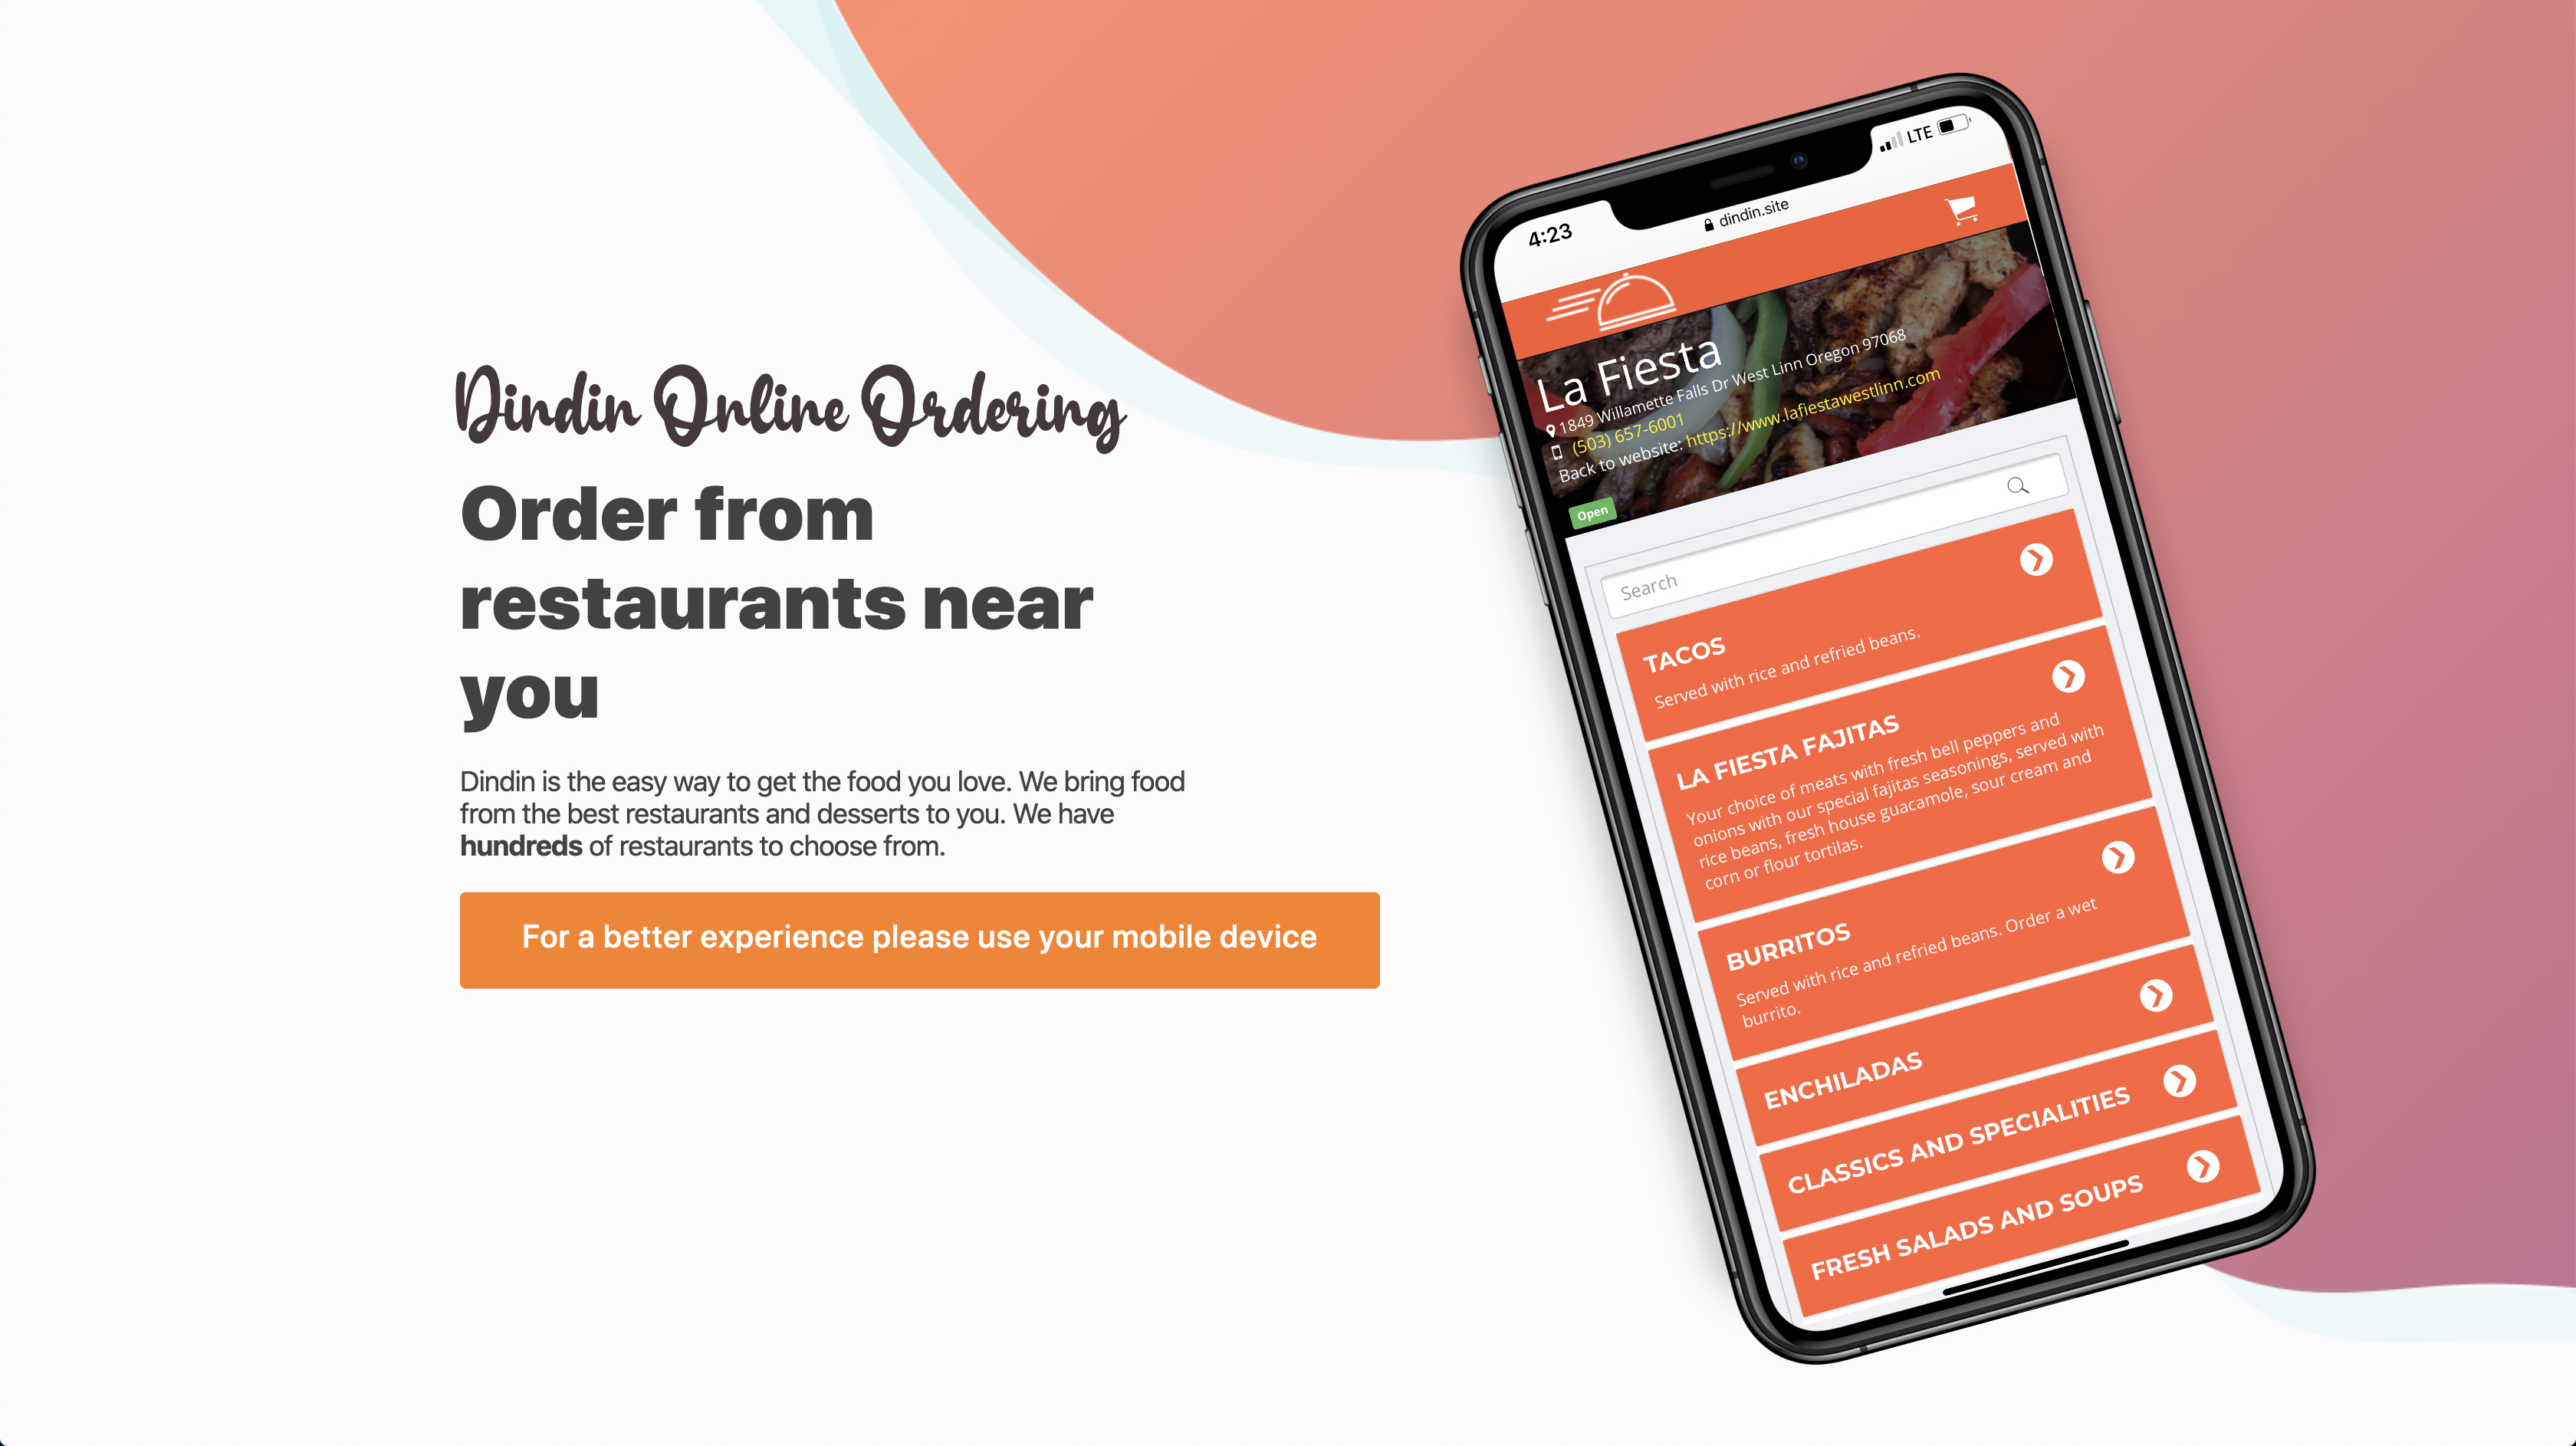 Dindin Online Ordering
Order from
restaurants near
you
Dindin is the easy way to get the food you love. We bring food
from the best restaurants and desserts to you. We have
hundreds of restaurants to choose from.
For a better experience please use your mobile device
4:23
LTE
dindin.site
La Fiesta
1849 Willamette Falls Dr West Linn Oregon 97068
(503) 657-6001
Back to website: https://www.lafiestawestlinn.com
Open
Search
TACOS
Served with rice and refried beans.
LA FIESTA FAJITAS
Your choice of meats with fresh bell peppers and
onions with our special fajitas seasonings, served with
rice beans, fresh house guacamole, sour cream and
corn or flour tortilas.
BURRITOS
Served with rice and refried beans. Order a wet
burrito.
ENCHILADAS
CLASSICS AND SPECIALITIES
FRESH SALADS AND SOUPS